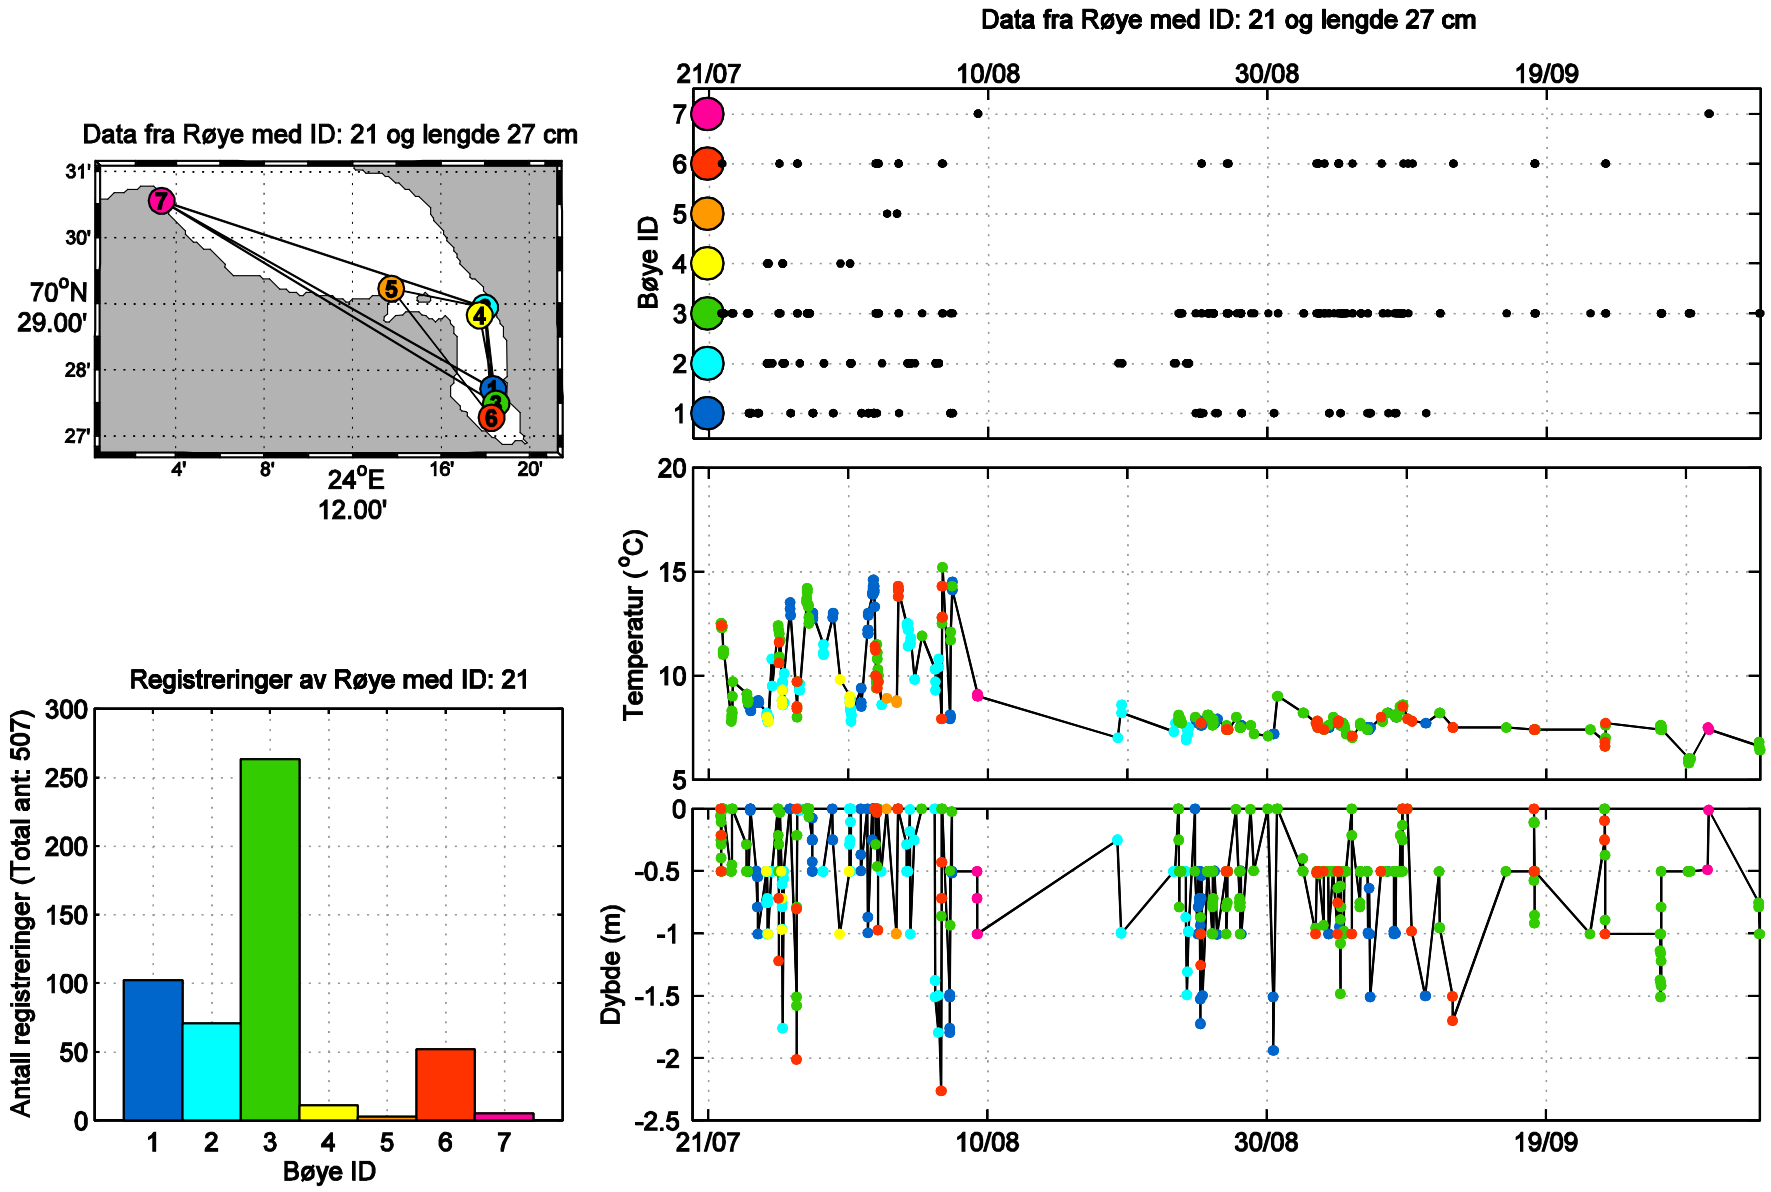 Data fra Røye med ID: 21 og lengde 27 cm
21/07 10/08 30/08 19/09
Bøye ID
7
6
5
4
3
2
1
Data fra Røye med ID: 21 og lengde 27 cm
31'
30'
70°N
29.00'
28'
27'
4' 8' 16' 20'
24°E
12.00'
7
5
4
1
3
6
Temperatur (°C)
20
15
10
5
Dybde (m)
0
-0.5
-1
-1.5
-2
-2.5
21/07 10/08 30/08 19/09
Registreringer av Røye med ID: 21
Antall registreringer (Total ant: 507)
300
250
200
150
100
50
0
1 2 3 4 5 6 7
Bøye ID